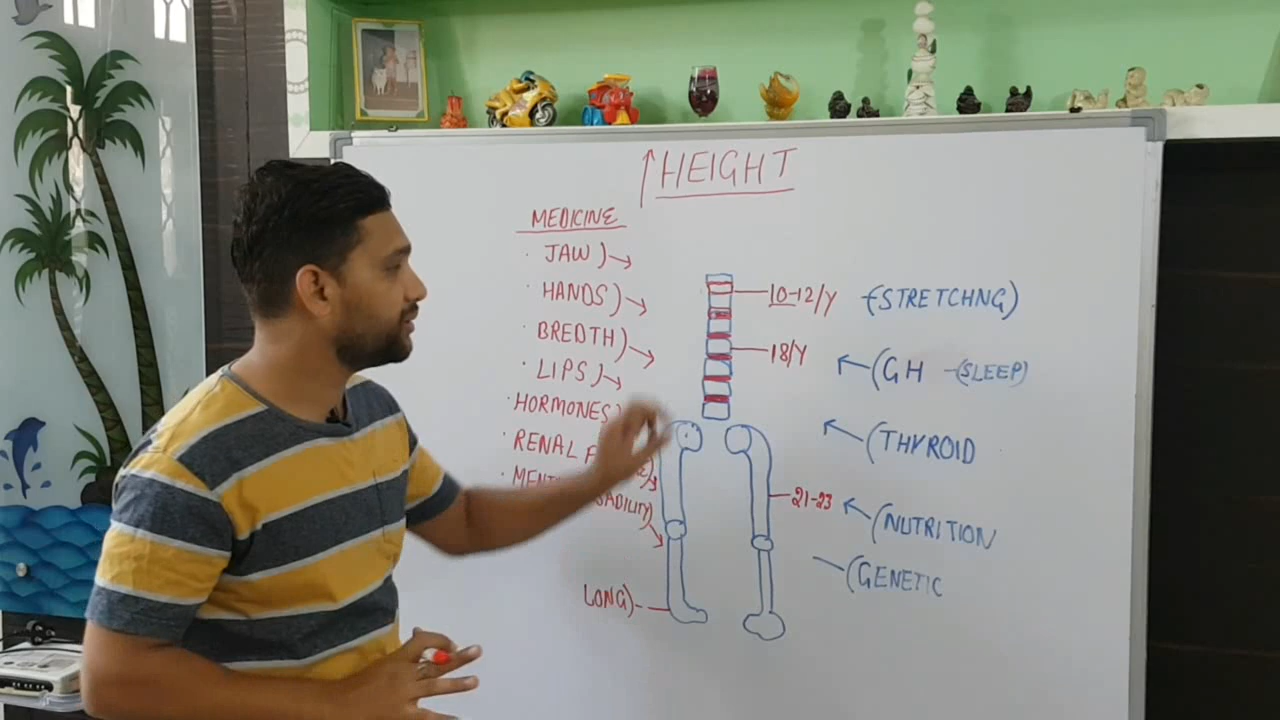 ↑HEIGHT
MEDICINE
· JAW) →
· HANDS) →
· BREDTH) →
· LIPS) →
· HORMONES)
· RENAL
SABILITY)
LONG) -
10-12/Y
18/Y
21-23
(STRETCHNG)
(GH - (SLEEP)
(THYROID
(NUTRITION
(GENETIC